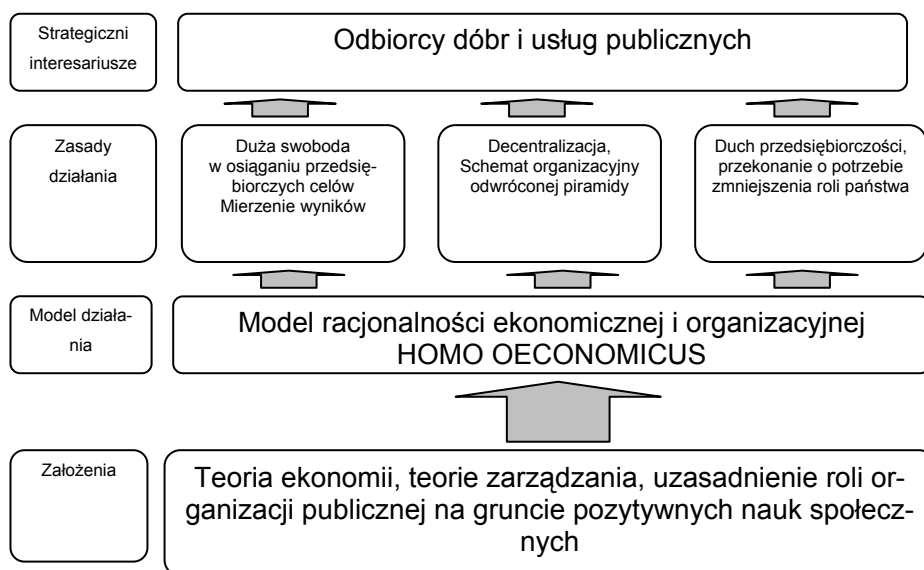 Strategiczni
interesariusze
Odbiorcy dóbr i usług publicznych
Zasady
działania
Duża swoboda
w osiąganiu przedsię-
biorczych celów
Mierzenie wyników
Decentralizacja,
Schemat organizacyjny
odwróconej piramidy
Duch przedsiębiorczości,
przekonanie o potrzebie
zmniejszenia roli państwa
Model działa-
nia
Model racjonalności ekonomicznej i organizacyjnej
HOMO OECONOMICUS
Założenia
Teoria ekonomii, teorie zarządzania, uzasadnienie roli or-
ganizacji publicznej na gruncie pozytywnych nauk społecz-
nych